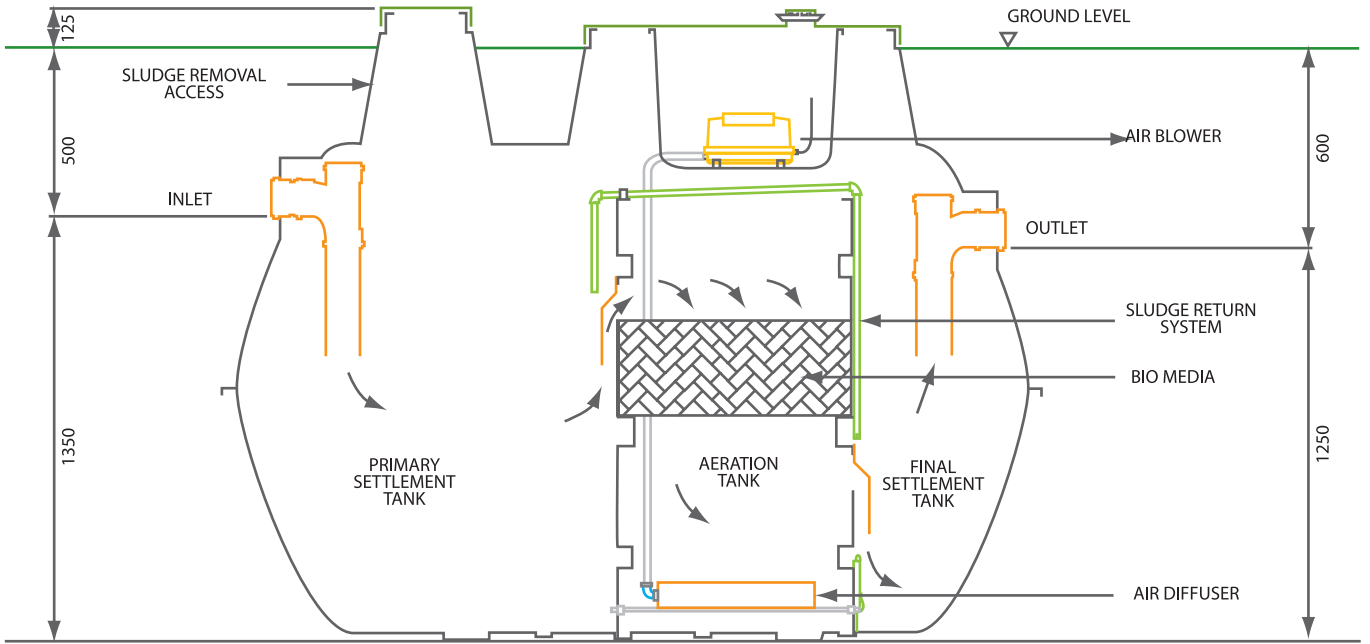 125
GROUND LEVEL
SLUDGE REMOVAL
ACCESS
500
AIR BLOWER
600
INLET
OUTLET
SLUDGE RETURN
SYSTEM
BIO MEDIA
1350
PRIMARY
SETTLEMENT
TANK
AERATION
TANK
FINAL
SETTLEMENT
TANK
1250
AIR DIFFUSER